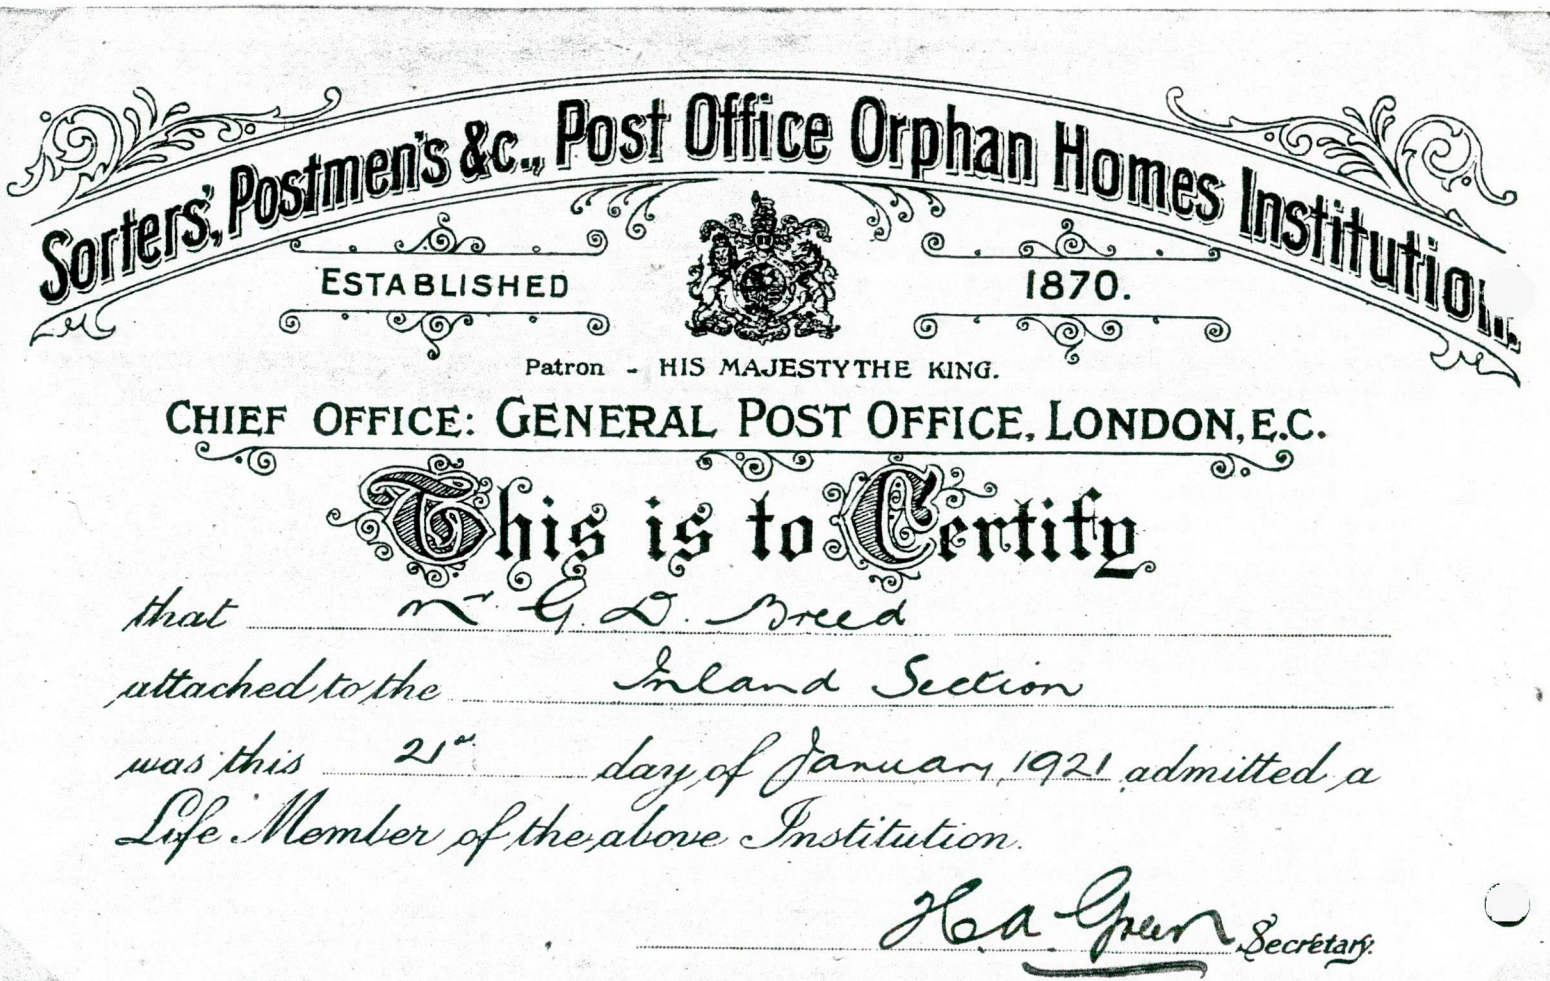 Sorters', Postmen's &c., Post Office Orphan Homes Institution.
ESTABLISHED 1870.
Patron - HIS MAJESTY THE KING.
CHIEF OFFICE: GENERAL POST OFFICE, LONDON, E.C.
This is to Certify
that Mr. G. D. Breed
attached to the Inland Section
was this 21st day of January 1921 admitted a
Life Member of the above Institution.
H. A. Green Secretary.